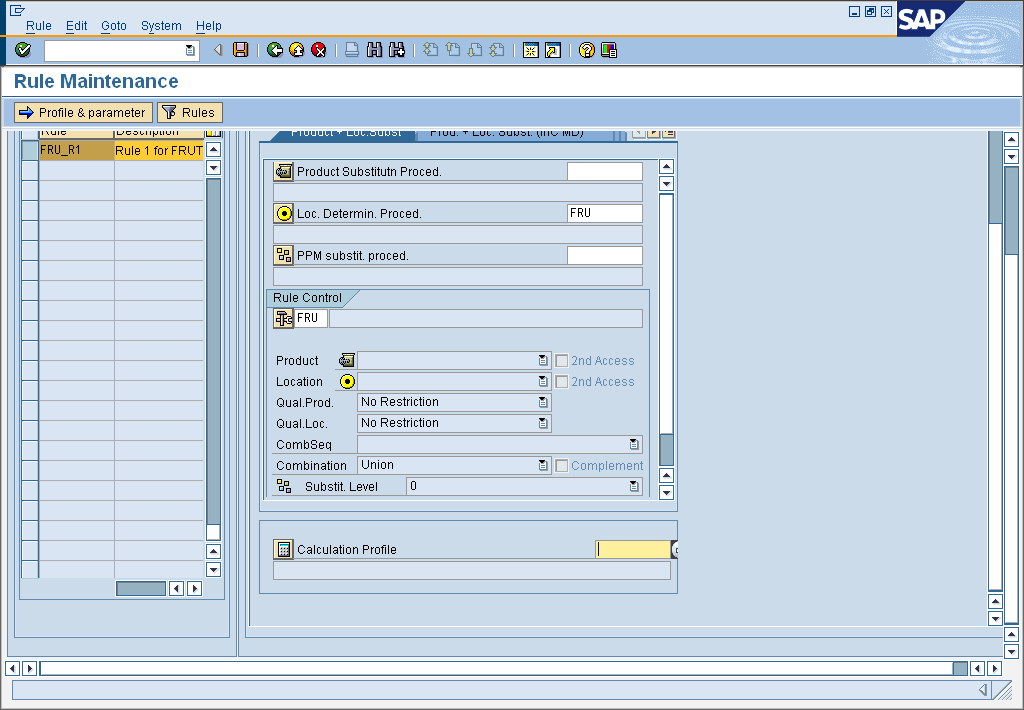 Rule Edit Goto System Help
SAP
Rule Maintenance
Profile & parameter Rules
Rule Description
FRU_R1 Rule 1 for FRUT
Product + Loc.Subst Prod. + Loc. Subst. (inC MD)
Product Substitutn Proced.
Loc. Determin. Proced. FRU
PPM substit. proced.
Rule Control
FRU
Product 2nd Access
Location 2nd Access
Qual.Prod. No Restriction
Qual.Loc. No Restriction
CombSeq
Combination Union Complement
Substit. Level 0
Calculation Profile